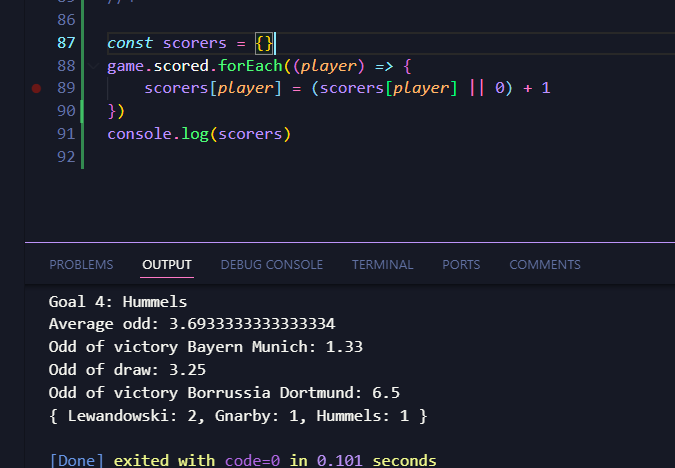 86
87 const scorers = {}
88 game.scored.forEach((player) => {
89 scorers[player] = (scorers[player] || 0) + 1
90 })
91 console.log(scorers)
92
PROBLEMS OUTPUT DEBUG CONSOLE TERMINAL PORTS COMMENTS
Goal 4: Hummels
Average odd: 3.6933333333333334
Odd of victory Bayern Munich: 1.33
Odd of draw: 3.25
Odd of victory Borrussia Dortmund: 6.5
{ Lewandowski: 2, Gnarby: 1, Hummels: 1 }
[Done] exited with code=0 in 0.101 seconds